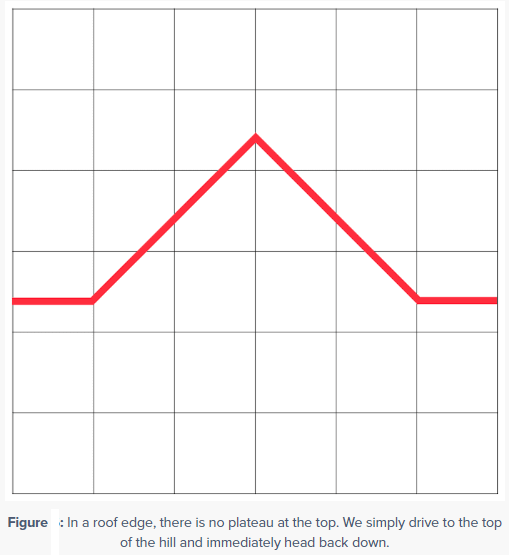 Figure : In a roof edge, there is no plateau at the top. We simply drive to the top
of the hill and immediately head back down.